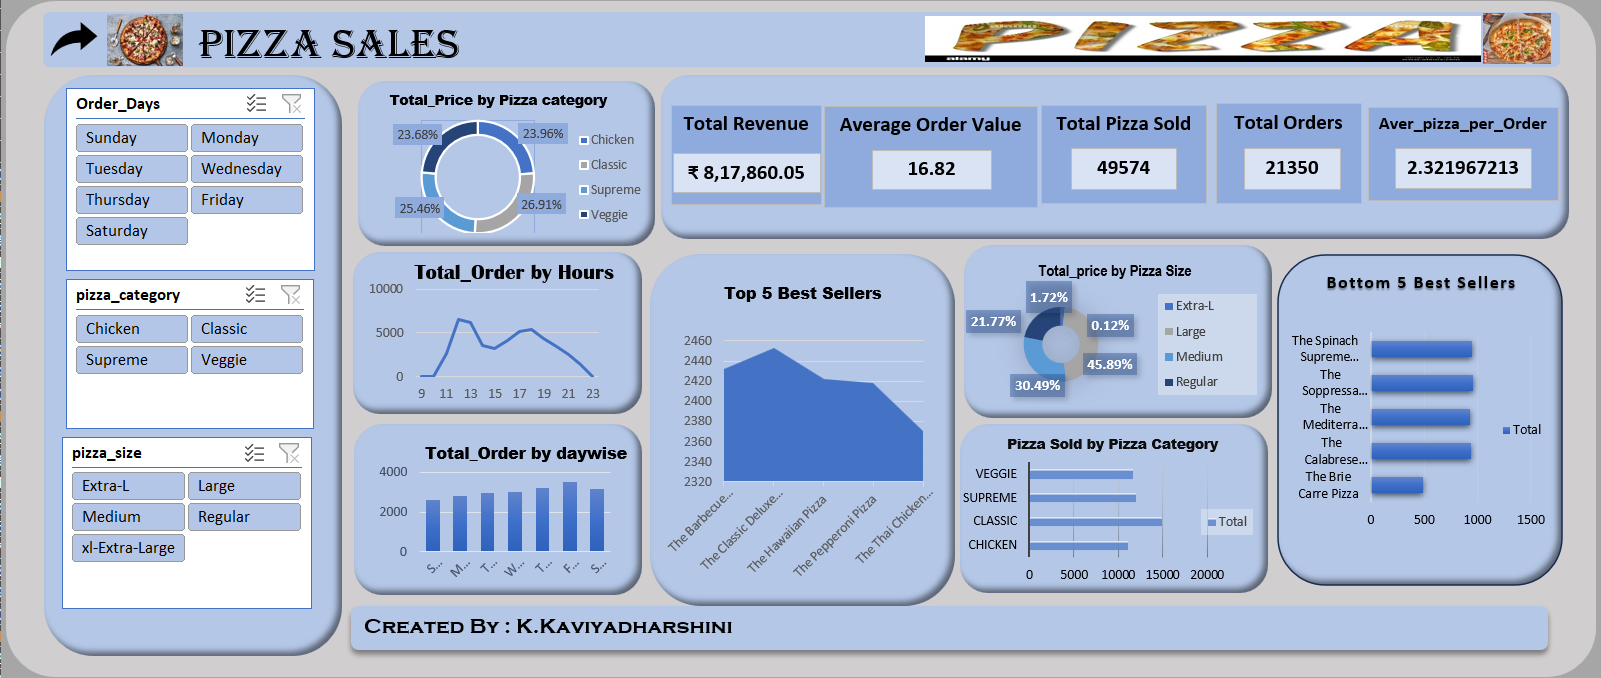 PIZZA SALES
PIZZA
alamy
Order_Days
Sunday
Monday
Tuesday
Wednesday
Thursday
Friday
Saturday
pizza_category
Chicken
Classic
Supreme
Veggie
pizza_size
Extra-L
Large
Medium
Regular
xl-Extra-Large
Total_Price by Pizza category
23.68%
23.96%
25.46%
26.91%
Chicken
Classic
Supreme
Veggie
Total Revenue
₹ 8,17,860.05
Average Order Value
16.82
Total Pizza Sold
49574
Total Orders
21350
Aver_pizza_per_Order
2.321967213
Total_Order by Hours
10000
5000
0
9 11 13 15 17 19 21 23
Total_Order by daywise
4000
2000
0
S... M... T... W... T... F... S...
Top 5 Best Sellers
2460
2440
2420
2400
2380
2360
2340
2320
The Barbecue...
The Classic Deluxe...
The Hawaiian Pizza
The Pepperoni Pizza
The Thai Chicken...
Total_price by Pizza Size
1.72%
21.77%
0.12%
45.89%
30.49%
Extra-L
Large
Medium
Regular
Pizza Sold by Pizza Category
VEGGIE
SUPREME
CLASSIC
CHICKEN
0 5000 10000 15000 20000
Total
Bottom 5 Best Sellers
The Spinach
Supreme...
The
Soppressa...
The
Mediterra...
The
Calabrese...
The Brie
Carre Pizza
0 500 1000 1500
Total
Created By : K.Kaviyadharshini